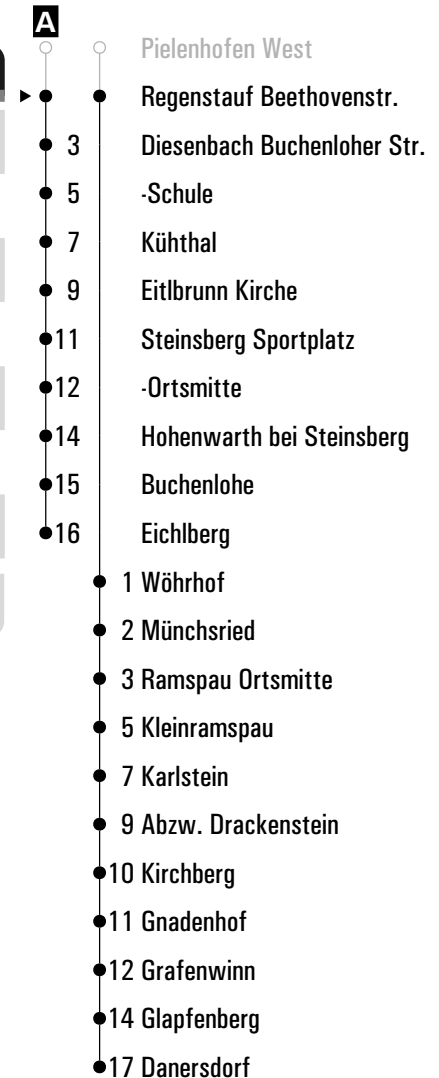 A
Pielenhofen West
Regenstauf Beethovenstr.
3 Diesenbach Buchenloher Str.
5 -Schule
7 Kühthal
9 Eitlbrunn Kirche
11 Steinsberg Sportplatz
12 -Ortsmitte
14 Hohenwarth bei Steinsberg
15 Buchenlohe
16 Eichlberg
1 Wöhrhof
2 Münchsried
3 Ramspau Ortsmitte
5 Kleinramspau
7 Karlstein
9 Abzw. Drackenstein
10 Kirchberg
11 Gnadenhof
12 Grafenwinn
14 Glapfenberg
17 Danersdorf